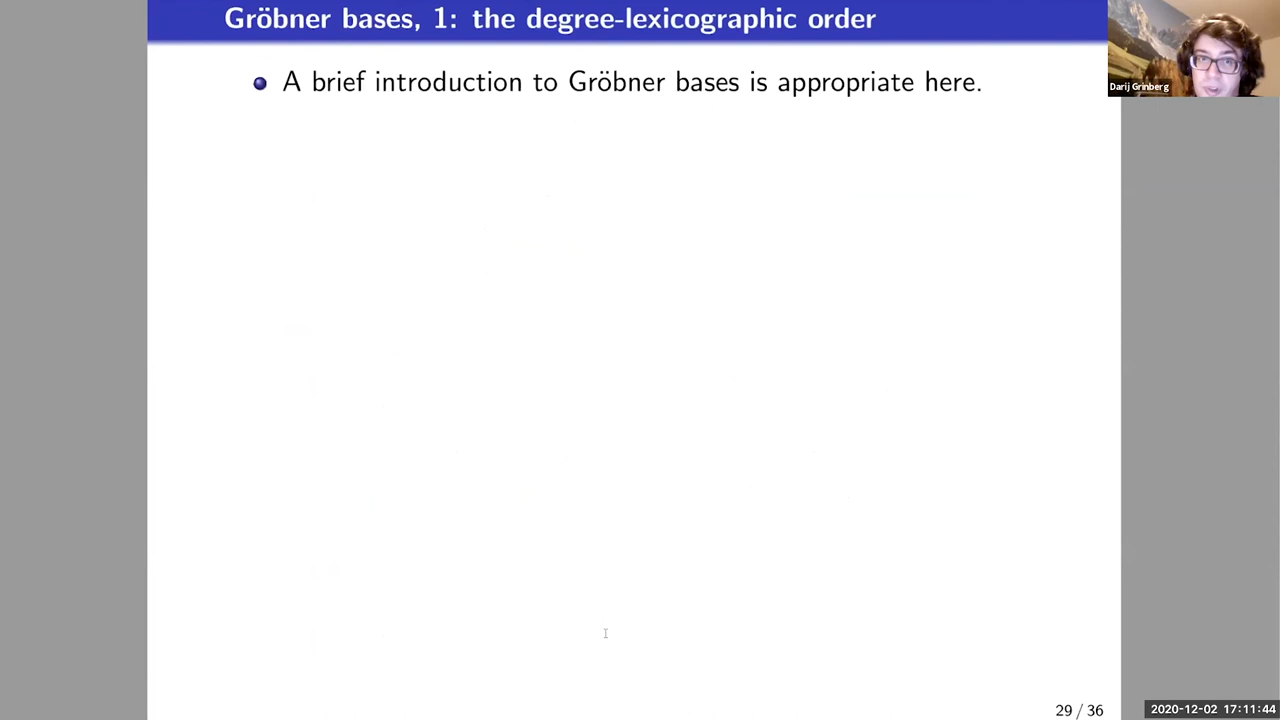 Gröbner bases, 1: the degree-lexicographic order
A brief introduction to Gröbner bases is appropriate here.
Darij Grinberg
29 / 36
2020-12-02 17:11:44